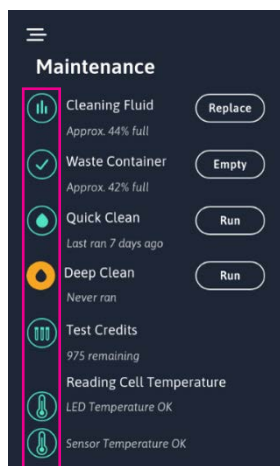 Maintenance
Cleaning Fluid Replace
Approx. 44% full
Waste Container Empty
Approx. 42% full
Quick Clean Run
Last ran 7 days ago
Deep Clean Run
Never ran
Test Credits
975 remaining
Reading Cell Temperature
LED Temperature OK
Sensor Temperature OK